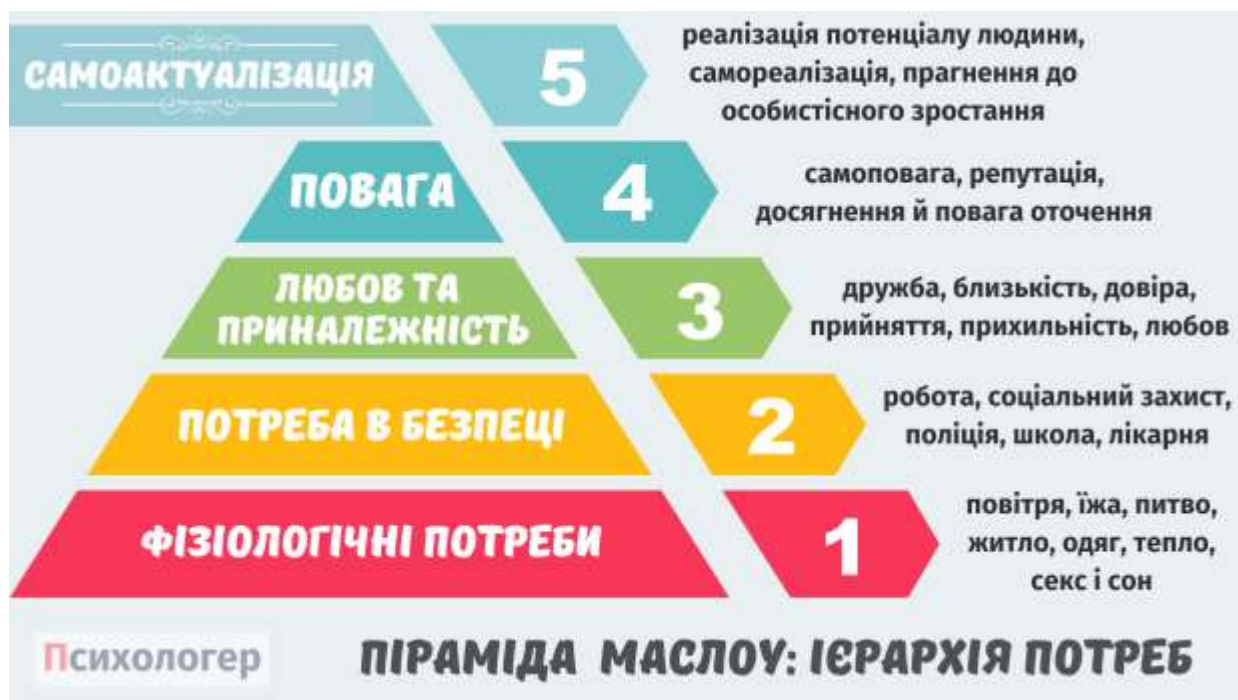 САМОАКТУАЛІЗАЦІЯ
5
реалізація потенціалу людини,
самореалізація, прагнення до
особистісного зростання
ПОВАГА
4
самоповага, репутація,
досягнення й повага оточення
ЛЮБОВ ТА
ПРИНАЛЕЖНІСТЬ
3
дружба, близькість, довіра,
прийняття, прихильність, любов
ПОТРЕБА В БЕЗПЕЦІ
2
робота, соціальний захист,
поліція, школа, лікарня
ФІЗІОЛОГІЧНІ ПОТРЕБИ
1
повітря, їжа, питво,
житло, одяг, тепло,
секс і сон
Психологер
ПІРАМІДА МАСЛОУ: ІЄРАРХІЯ ПОТРЕБ